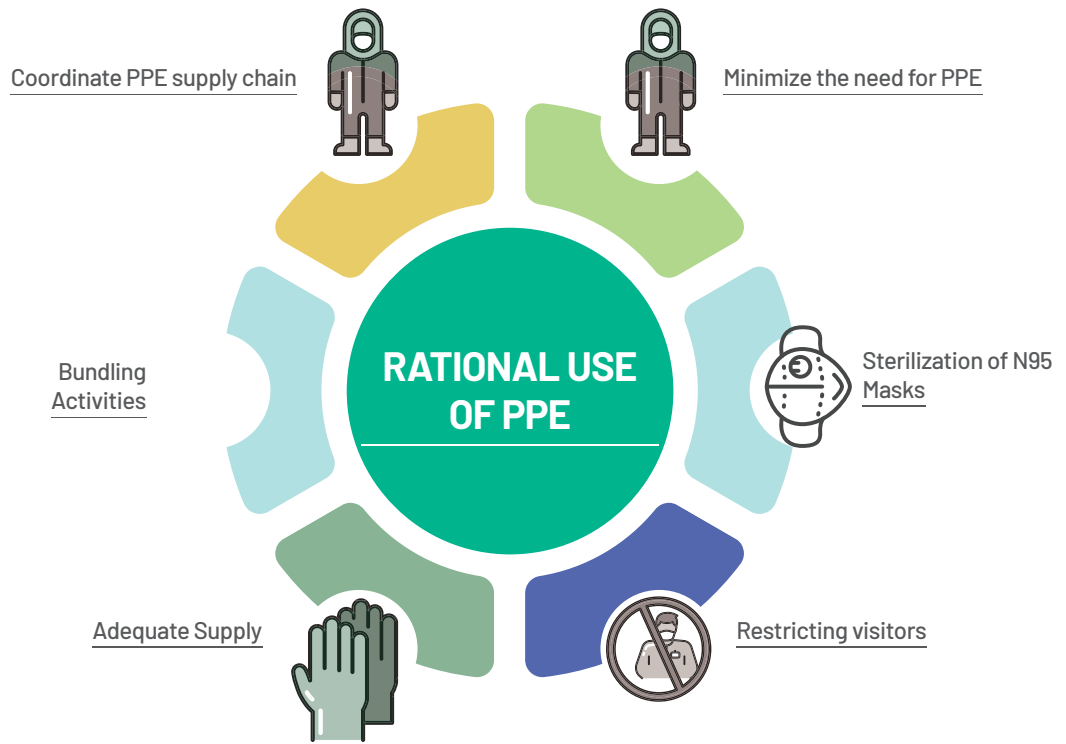 Coordinate PPE supply chain
Minimize the need for PPE
RATIONAL USE
OF PPE
Bundling
Activities
Sterilization of N95
Masks
Adequate Supply
Restricting visitors